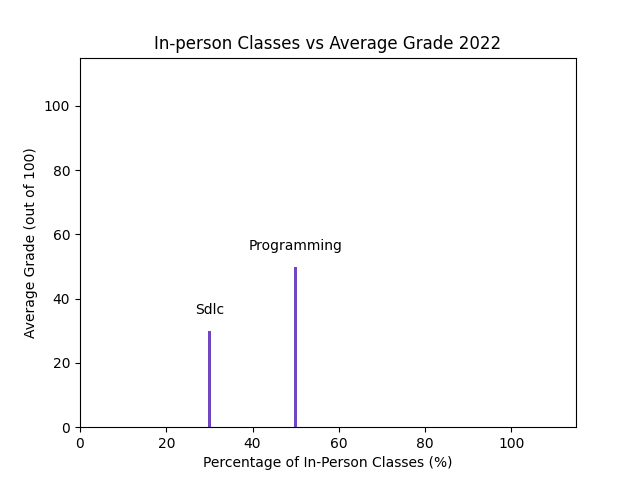 In-person Classes vs Average Grade 2022
Average Grade (out of 100)
100
80
60
40
20
0
Programming
Sdlc
0 20 40 60 80 100
Percentage of In-Person Classes (%)